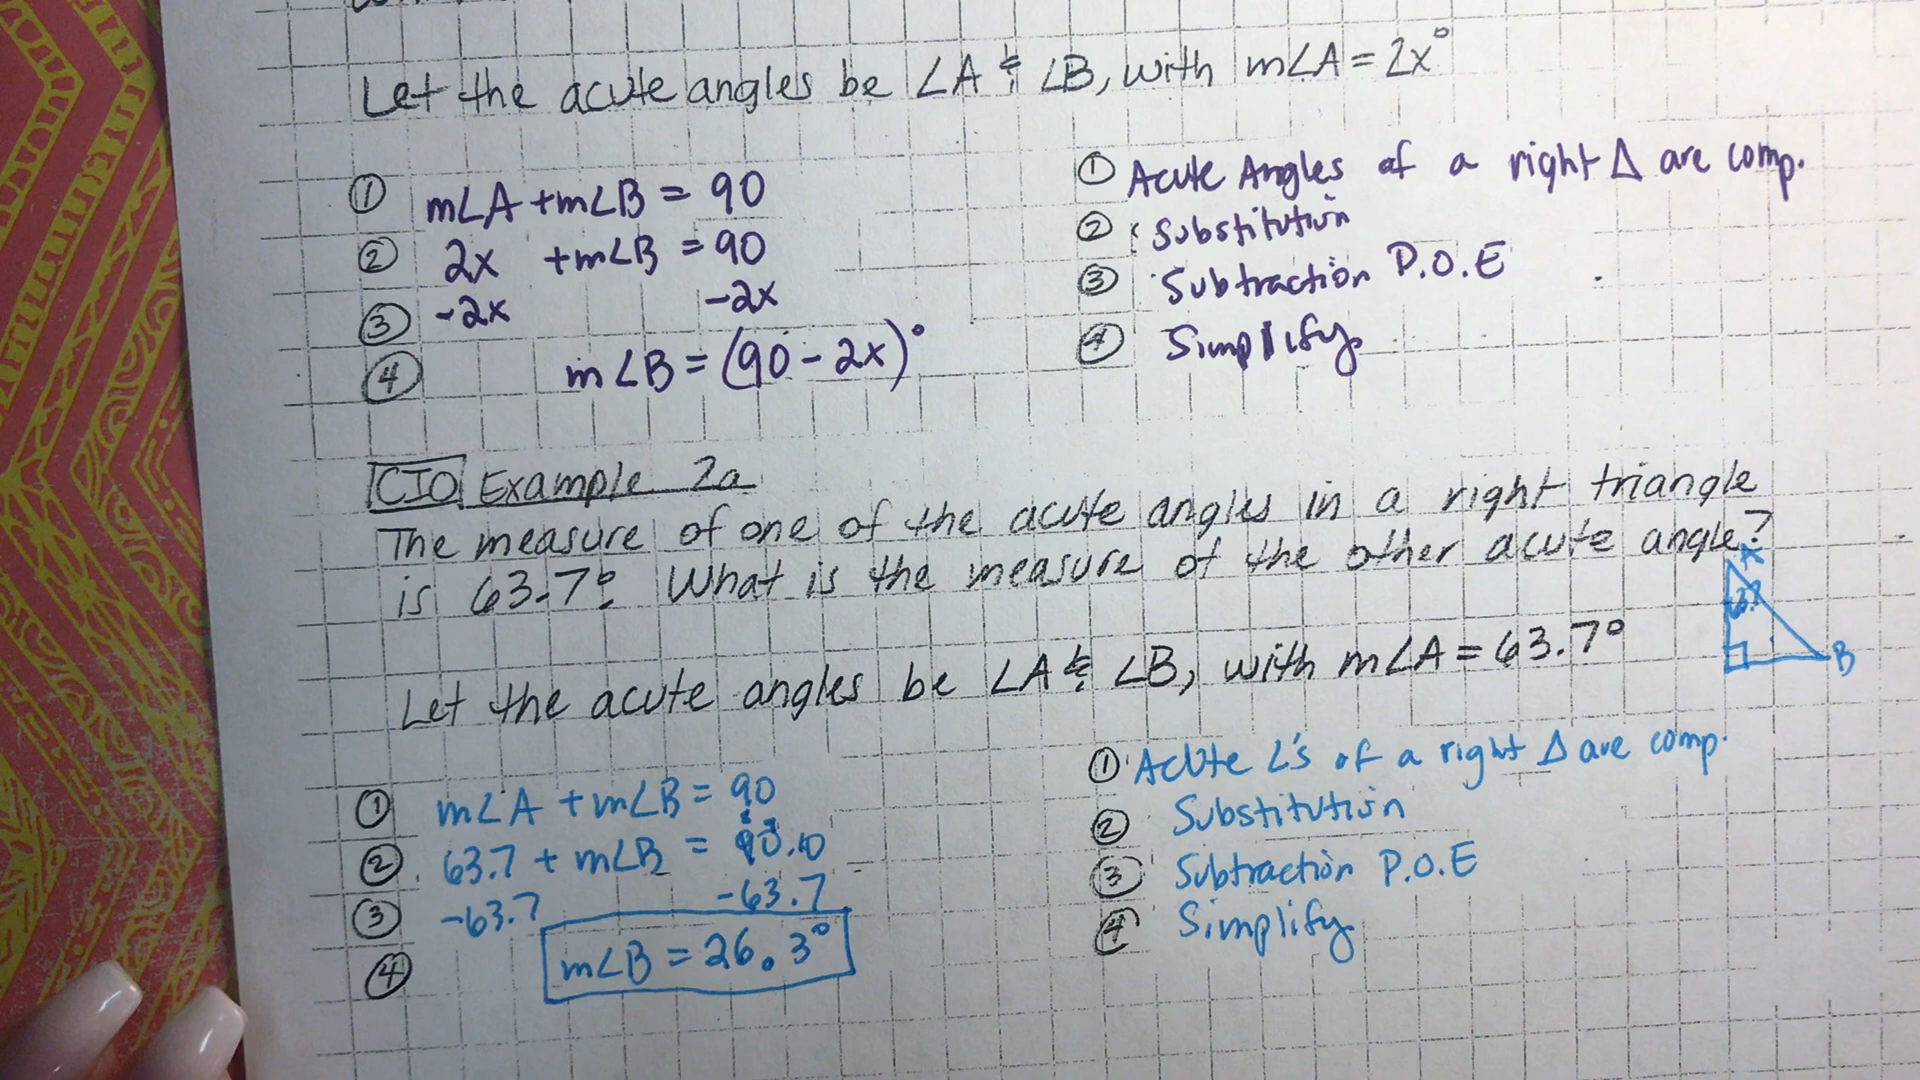 Let the acute angles be ∠A & ∠B, with m∠A = 2x°
① m∠A + m∠B = 90
② 2x + m∠B = 90
③ -2x -2x
④ m∠B = (90 - 2x)°
① Acute Angles of a right Δ are comp.
② Substitution
③ Subtraction P.O.E
④ Simplify
CIO Example 2a
The measure of one of the acute angles in a right triangle
is 63.7°. What is the measure of the other acute angle?
63.7
B
Let the acute angles be ∠A & ∠B, with m∠A = 63.7°
① m∠A + m∠B = 90
② 63.7 + m∠B = 90.10
③ -63.7 -63.7
④ m∠B = 26.3°
① Acute ∠'s of a right Δ are comp.
② Substitution
③ Subtraction P.O.E
④ Simplify